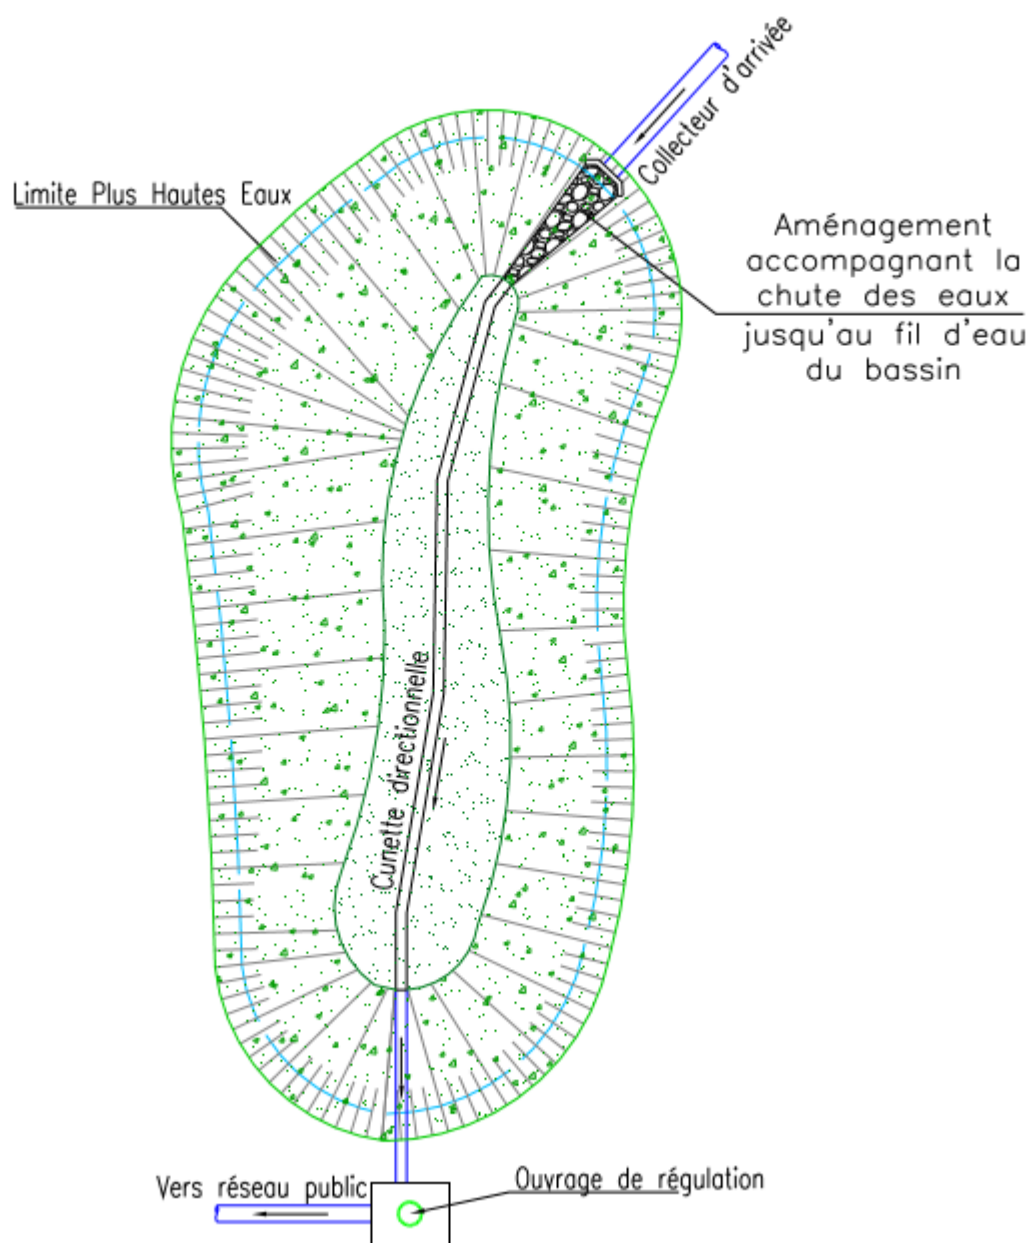 Collecteur d'arrivée
Limite Plus Hautes Eaux
Aménagement
accompagnant la
chute des eaux
jusqu'au fil d'eau
du bassin
Cunette directionnelle
Vers réseau public
Ouvrage de régulation